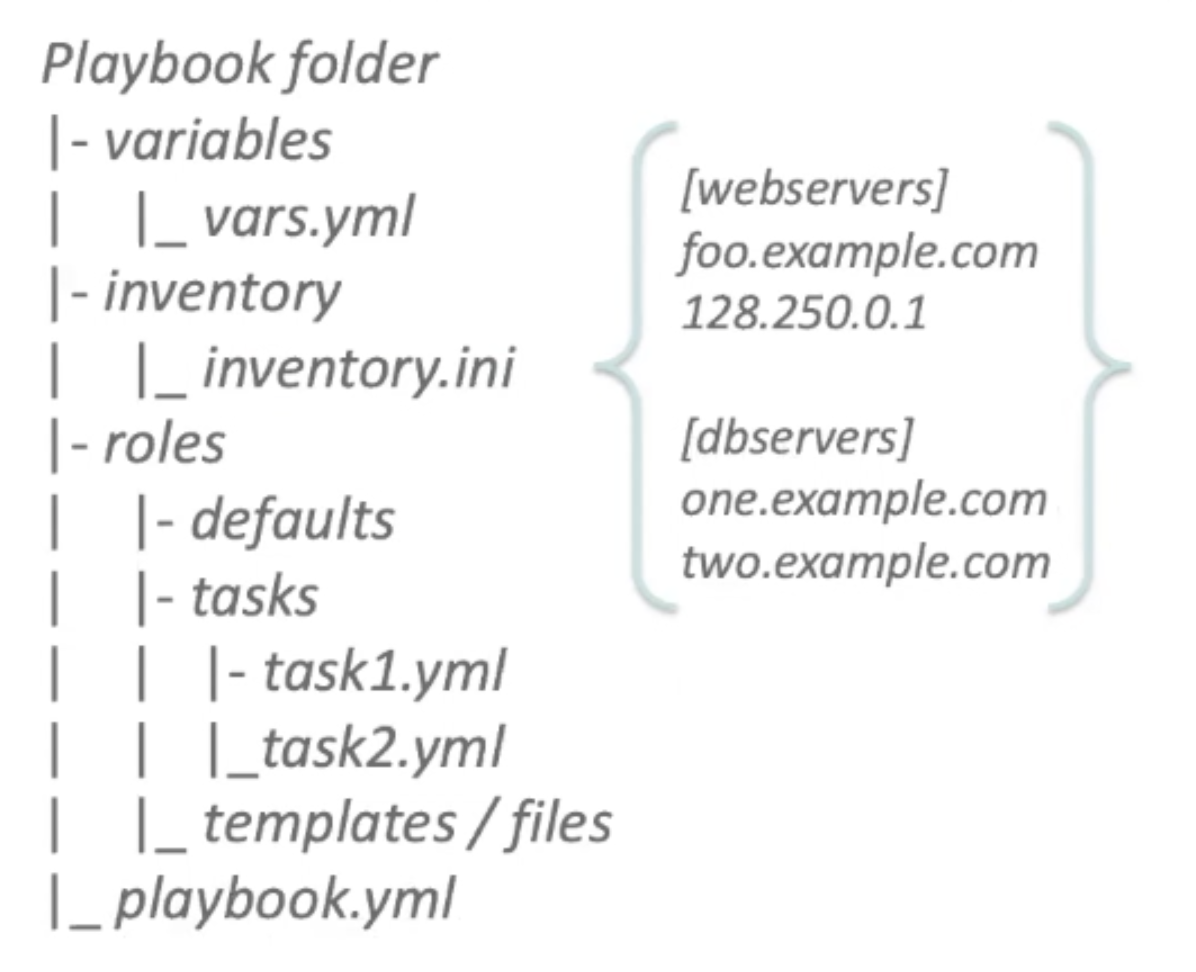 Playbook folder
|- variables
|    |_ vars.yml
|- inventory
|    |_ inventory.ini
|- roles
|    |- defaults
|    |- tasks
|    |    |- task1.yml
|    |    |_task2.yml
|    |_ templates / files
|_ playbook.yml
[webservers]
foo.example.com
128.250.0.1
[dbservers]
one.example.com
two.example.com